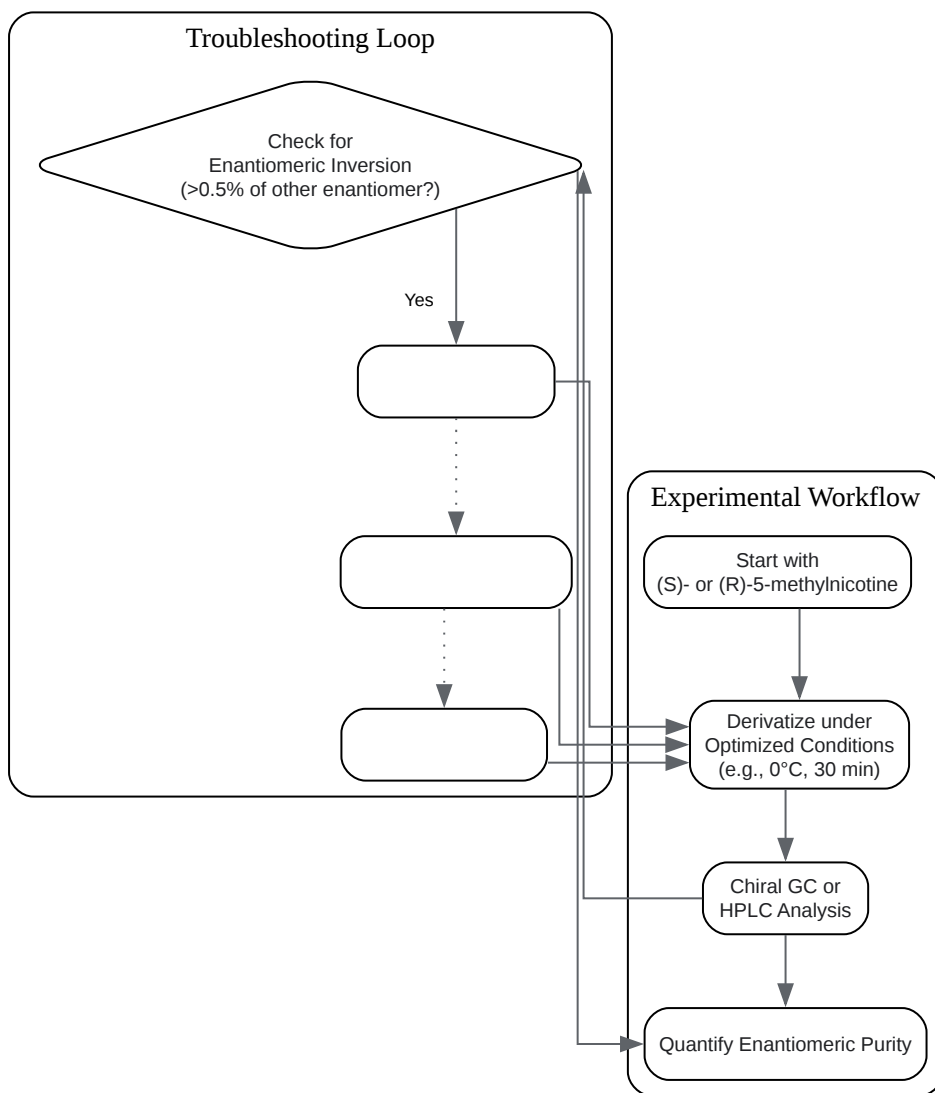 Troubleshooting Loop
Check for
Enantiomeric Inversion
(>0.5% of other enantiomer?)
Yes
Experimental Workflow
Start with
(S)- or (R)-5-methylnicotine
Derivatize under
Optimized Conditions
(e.g., 0°C, 30 min)
Chiral GC or
HPLC Analysis
Quantify Enantiomeric Purity